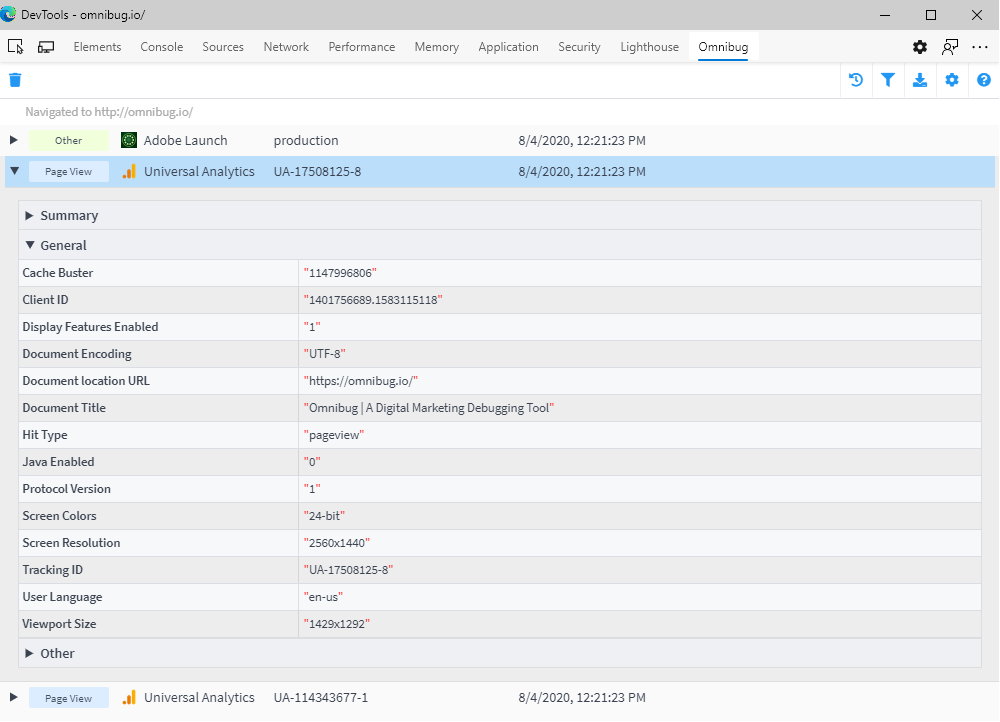 DevTools - omnibug.io/
Elements Console Sources Network Performance Memory Application Security Lighthouse Omnibug
Navigated to http://omnibug.io/
Other Adobe Launch production 8/4/2020, 12:21:23 PM
Page View Universal Analytics UA-17508125-8 8/4/2020, 12:21:23 PM
Summary
General
Cache Buster "1147996806"
Client ID "1401756689.1583115118"
Display Features Enabled "1"
Document Encoding "UTF-8"
Document location URL "https://omnibug.io/"
Document Title "Omnibug | A Digital Marketing Debugging Tool"
Hit Type "pageview"
Java Enabled "0"
Protocol Version "1"
Screen Colors "24-bit"
Screen Resolution "2560x1440"
Tracking ID "UA-17508125-8"
User Language "en-us"
Viewport Size "1429x1292"
Other
Page View Universal Analytics UA-114343677-1 8/4/2020, 12:21:23 PM